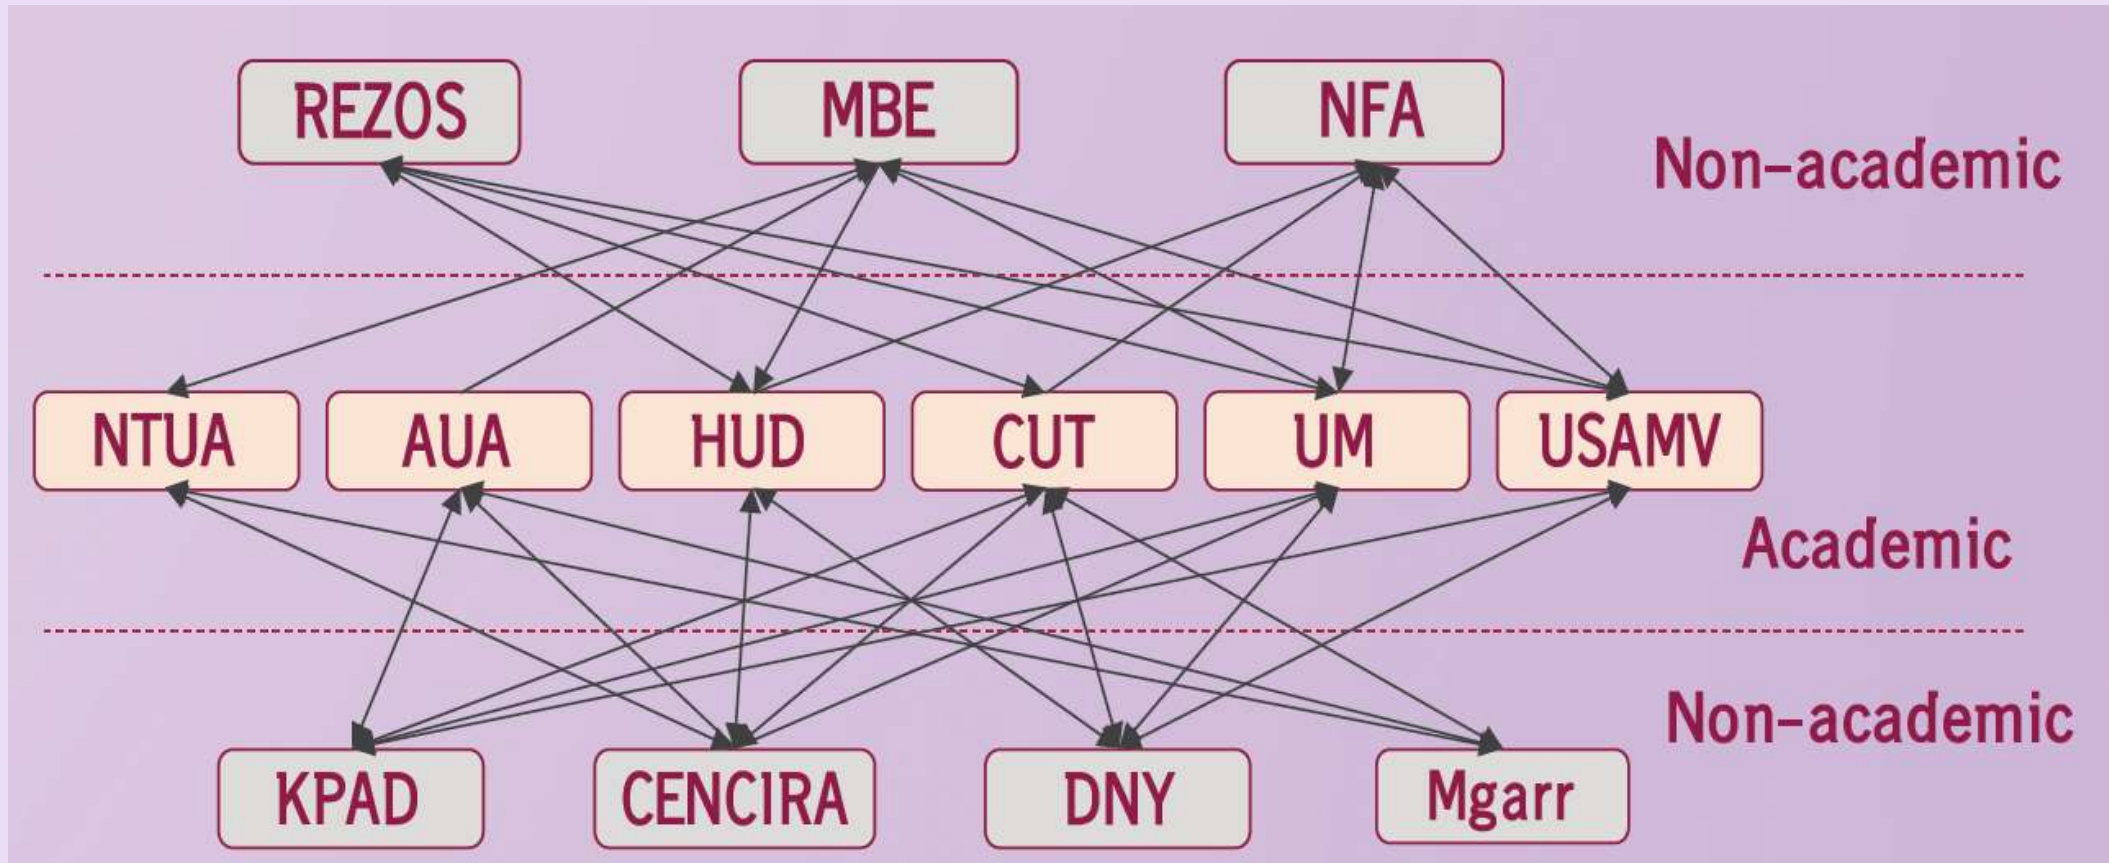 REZOS
MBE
NFA
Non-academic
NTUA
AUA
HUD
CUT
UM
USAMV
Academic
Non-academic
KPAD
CENCIRA
DNY
Mgarr